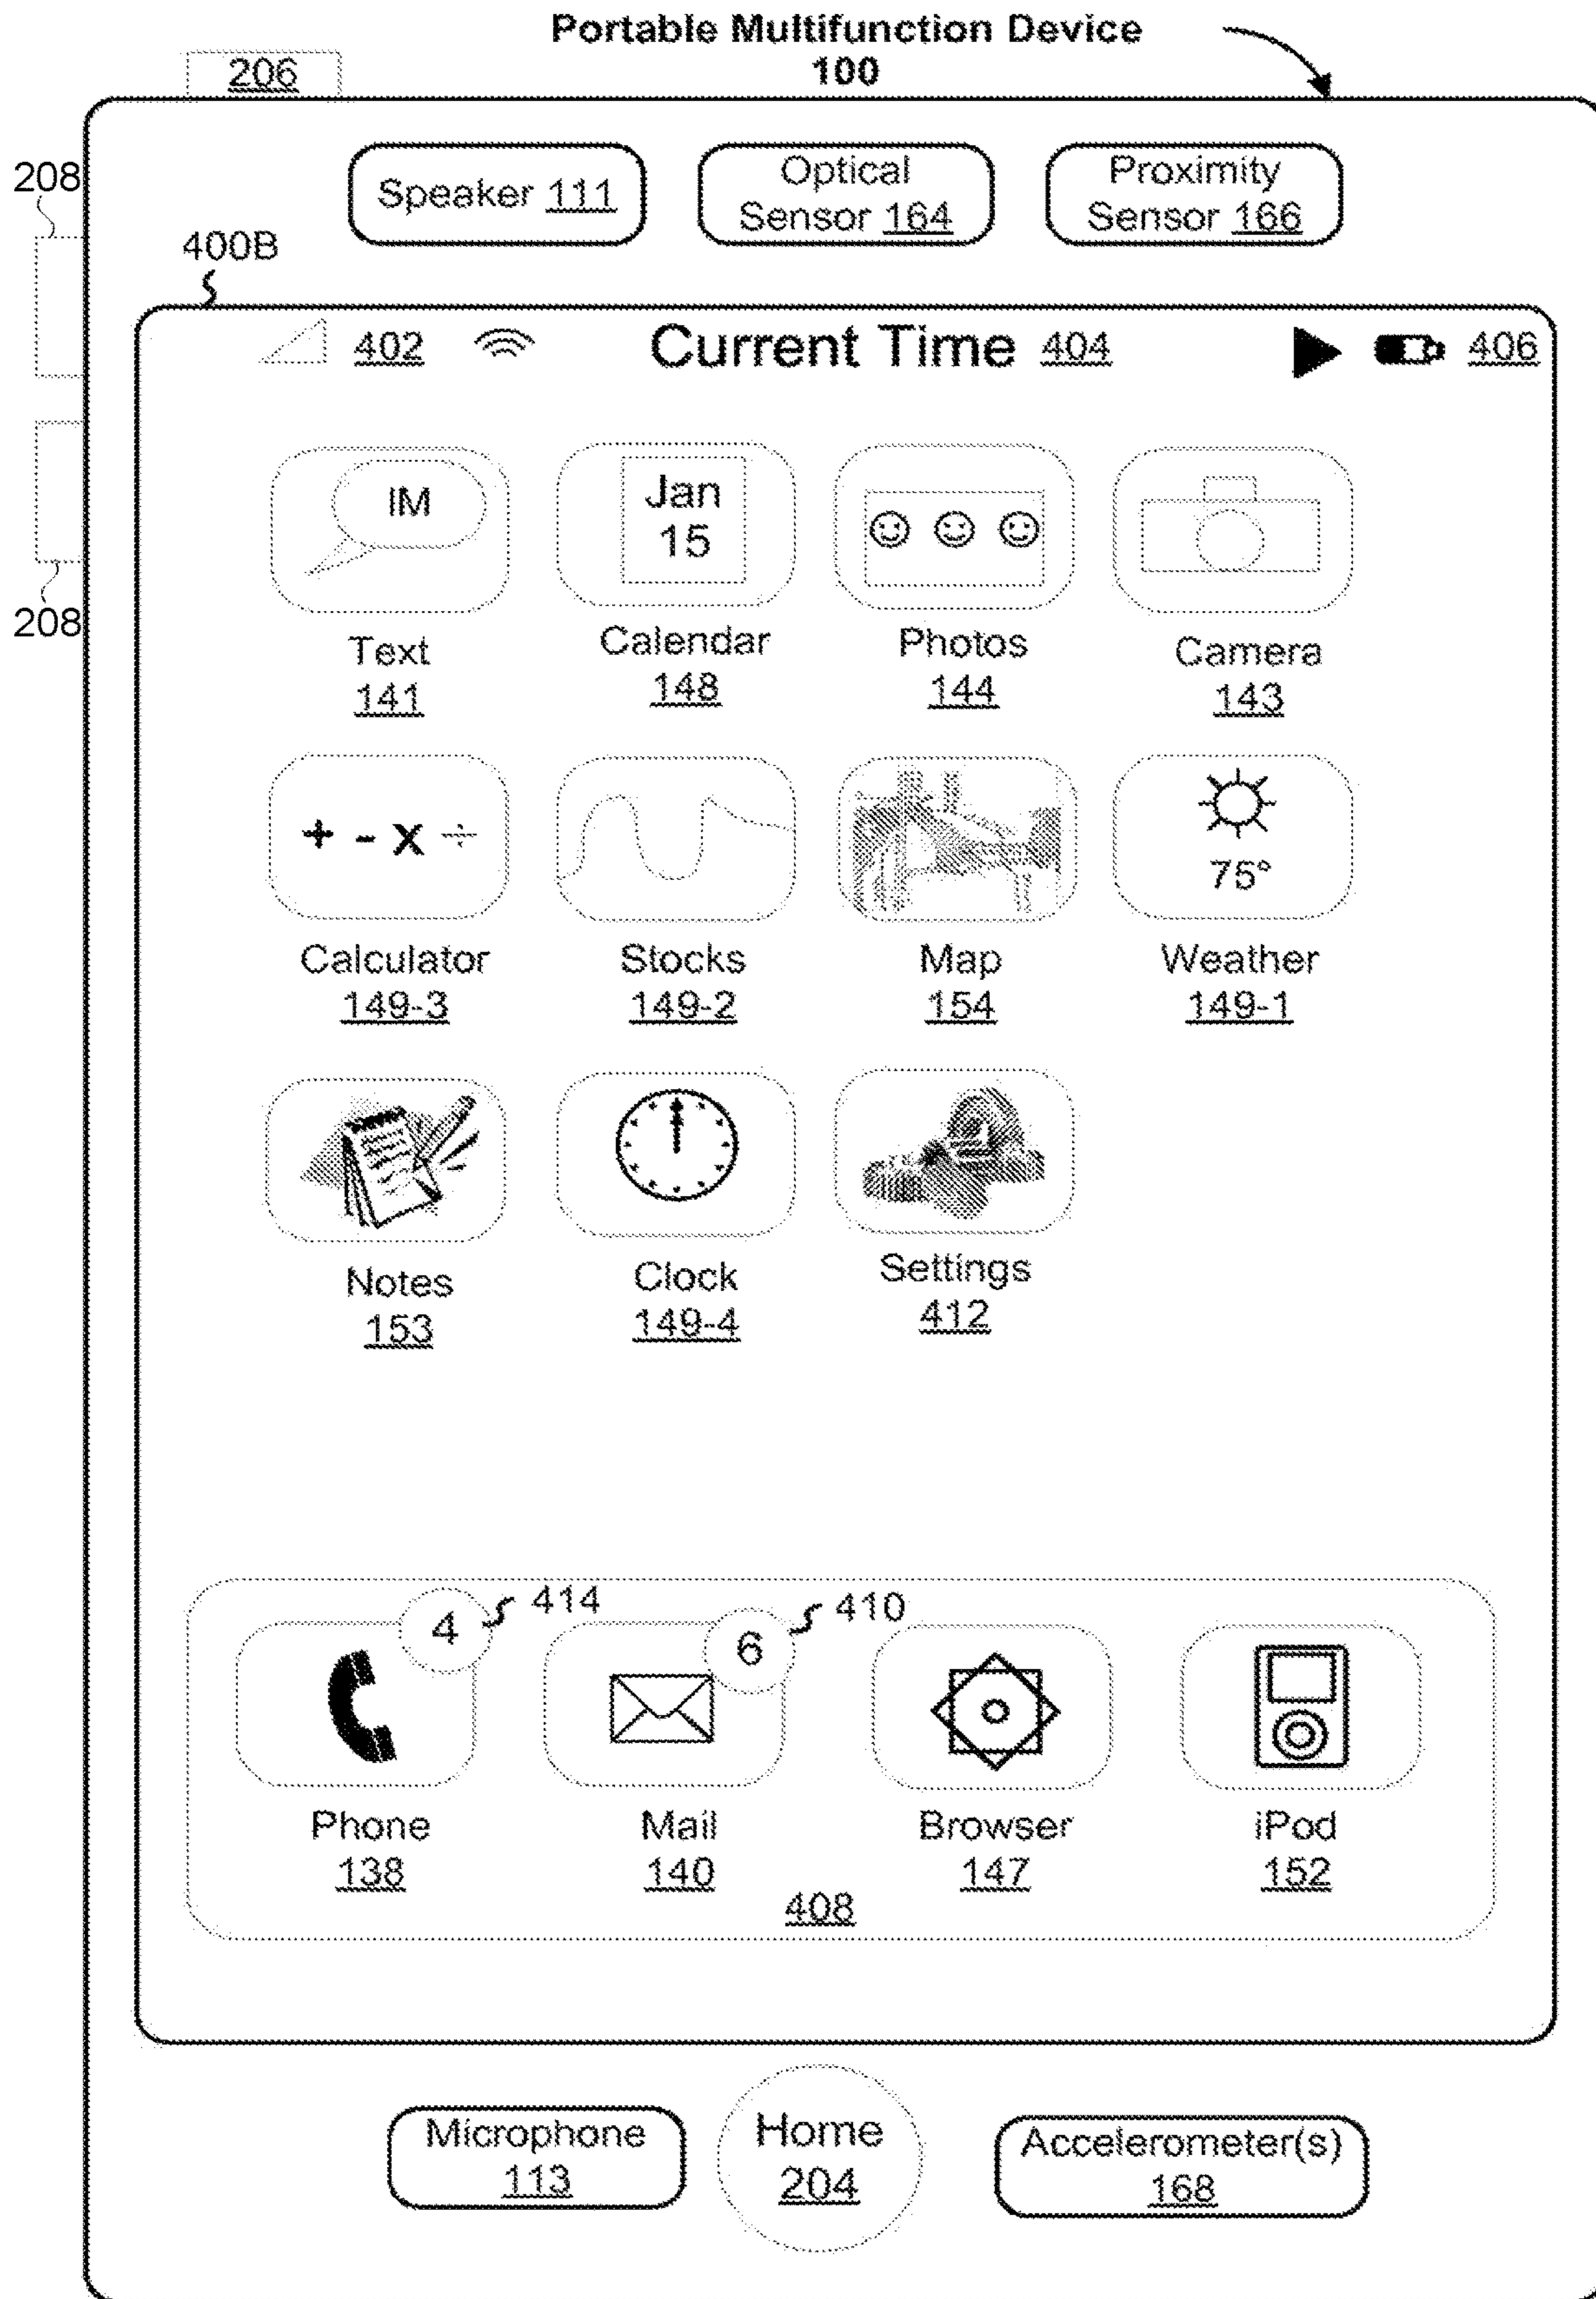 Portable Multifunction Device
100
206
208
Speaker 111
Optical
Sensor 164
Proximity
Sensor 166
400B
402
Current Time 404
406
208
IM
Jan
15
Text
141
Calendar
148
Photos
144
Camera
143
+ - x ÷
75°
Calculator
149-3
Stocks
149-2
Map
154
Weather
149-1
Notes
153
Clock
149-4
Settings
412
4
414
6
410
Phone
138
Mail
140
Browser
147
iPod
152
408
Microphone
113
Home
204
Accelerometer(s)
168